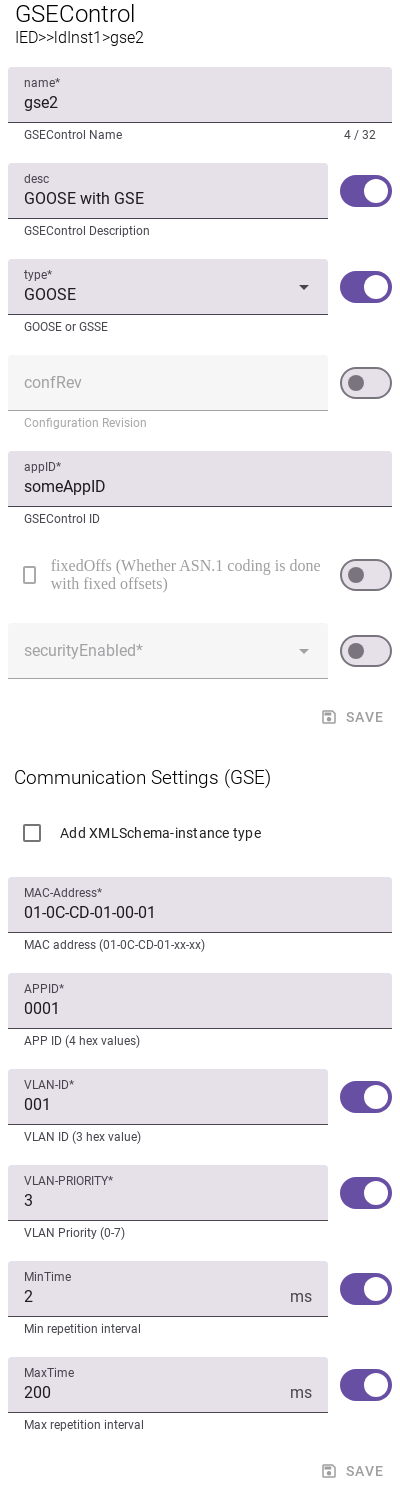 GSEControl
IED>>ldInst1>gse2
name*
gse2
GSEControl Name 4 / 32
desc
GOOSE with GSE
GSEControl Description
type*
GOOSE
GOOSE or GSSE
confRev
Configuration Revision
appID*
someAppID
GSEControl ID
fixedOffs (Whether ASN.1 coding is done
with fixed offsets)
securityEnabled*
SAVE
Communication Settings (GSE)
Add XMLSchema-instance type
MAC-Address*
01-0C-CD-01-00-01
MAC address (01-0C-CD-01-xx-xx)
APPID*
0001
APP ID (4 hex values)
VLAN-ID*
001
VLAN ID (3 hex value)
VLAN-PRIORITY*
3
VLAN Priority (0-7)
MinTime
2 ms
Min repetition interval
MaxTime
200 ms
Max repetition interval
SAVE